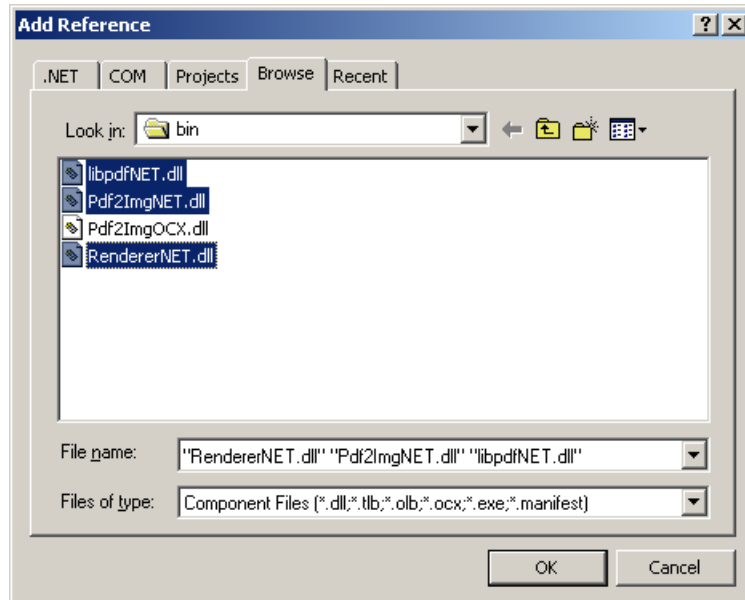 Add Reference
.NET COM Projects Browse Recent
Look in: bin
libpdfNET.dll
Pdf2ImgNET.dll
Pdf2ImgOCX.dll
RendererNET.dll
File name: "RendererNET.dll" "Pdf2ImgNET.dll" "libpdfNET.dll"
Files of type: Component Files (*.dll;*.tlb;*.olb;*.ocx;*.exe;*.manifest)
OK Cancel